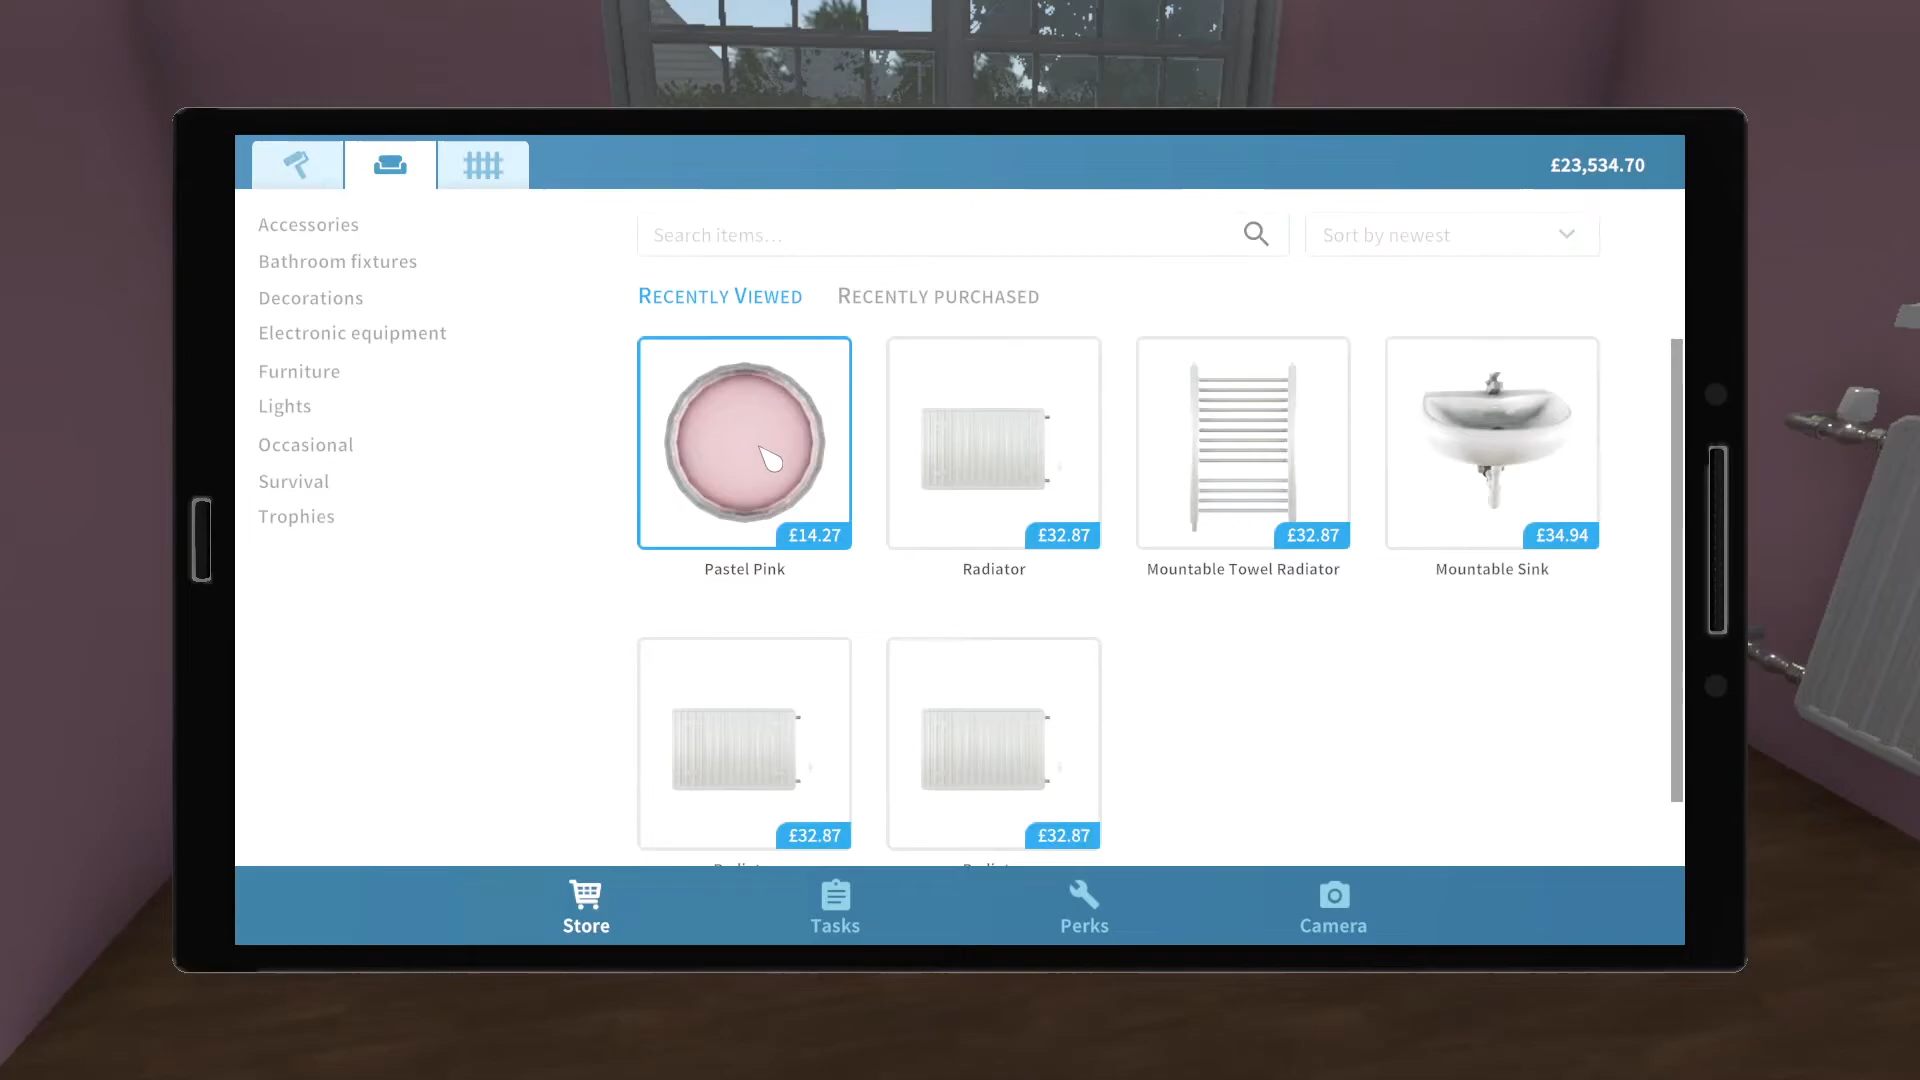 £23,534.70
Accessories
Bathroom fixtures
Decorations
Electronic equipment
Furniture
Lights
Occasional
Survival
Trophies
Search items...
Sort by newest
RECENTLY VIEWED
RECENTLY PURCHASED
£14.27
£32.87
£32.87
£34.94
Pastel Pink
Radiator
Mountable Towel Radiator
Mountable Sink
£32.87
£32.87
Store
Tasks
Perks
Camera